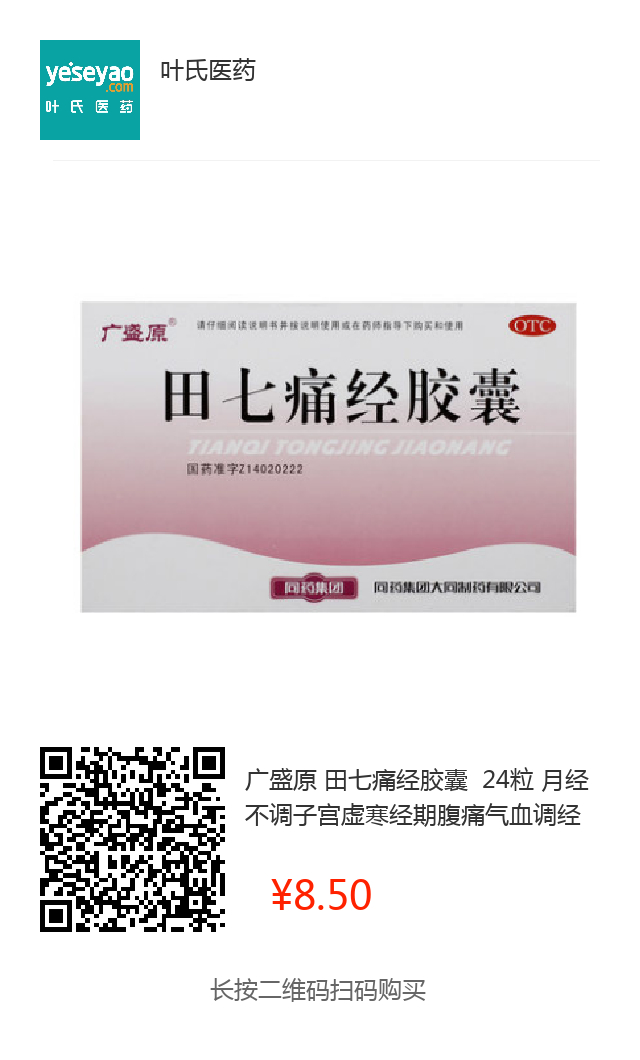 yeseyao
.com
叶氏医药
叶氏医药
广盛原®
请仔细阅读说明书并按说明使用或在药师指导下购买和使用
OTC
田七痛经胶囊
TIANQI TONGJING JIAONANG
国药准字Z14020222
同药集团
同药集团大同制药有限公司
广盛原 田七痛经胶囊 24粒 月经
不调子宫虚寒经期腹痛气血调经
¥8.50
长按二维码扫码购买